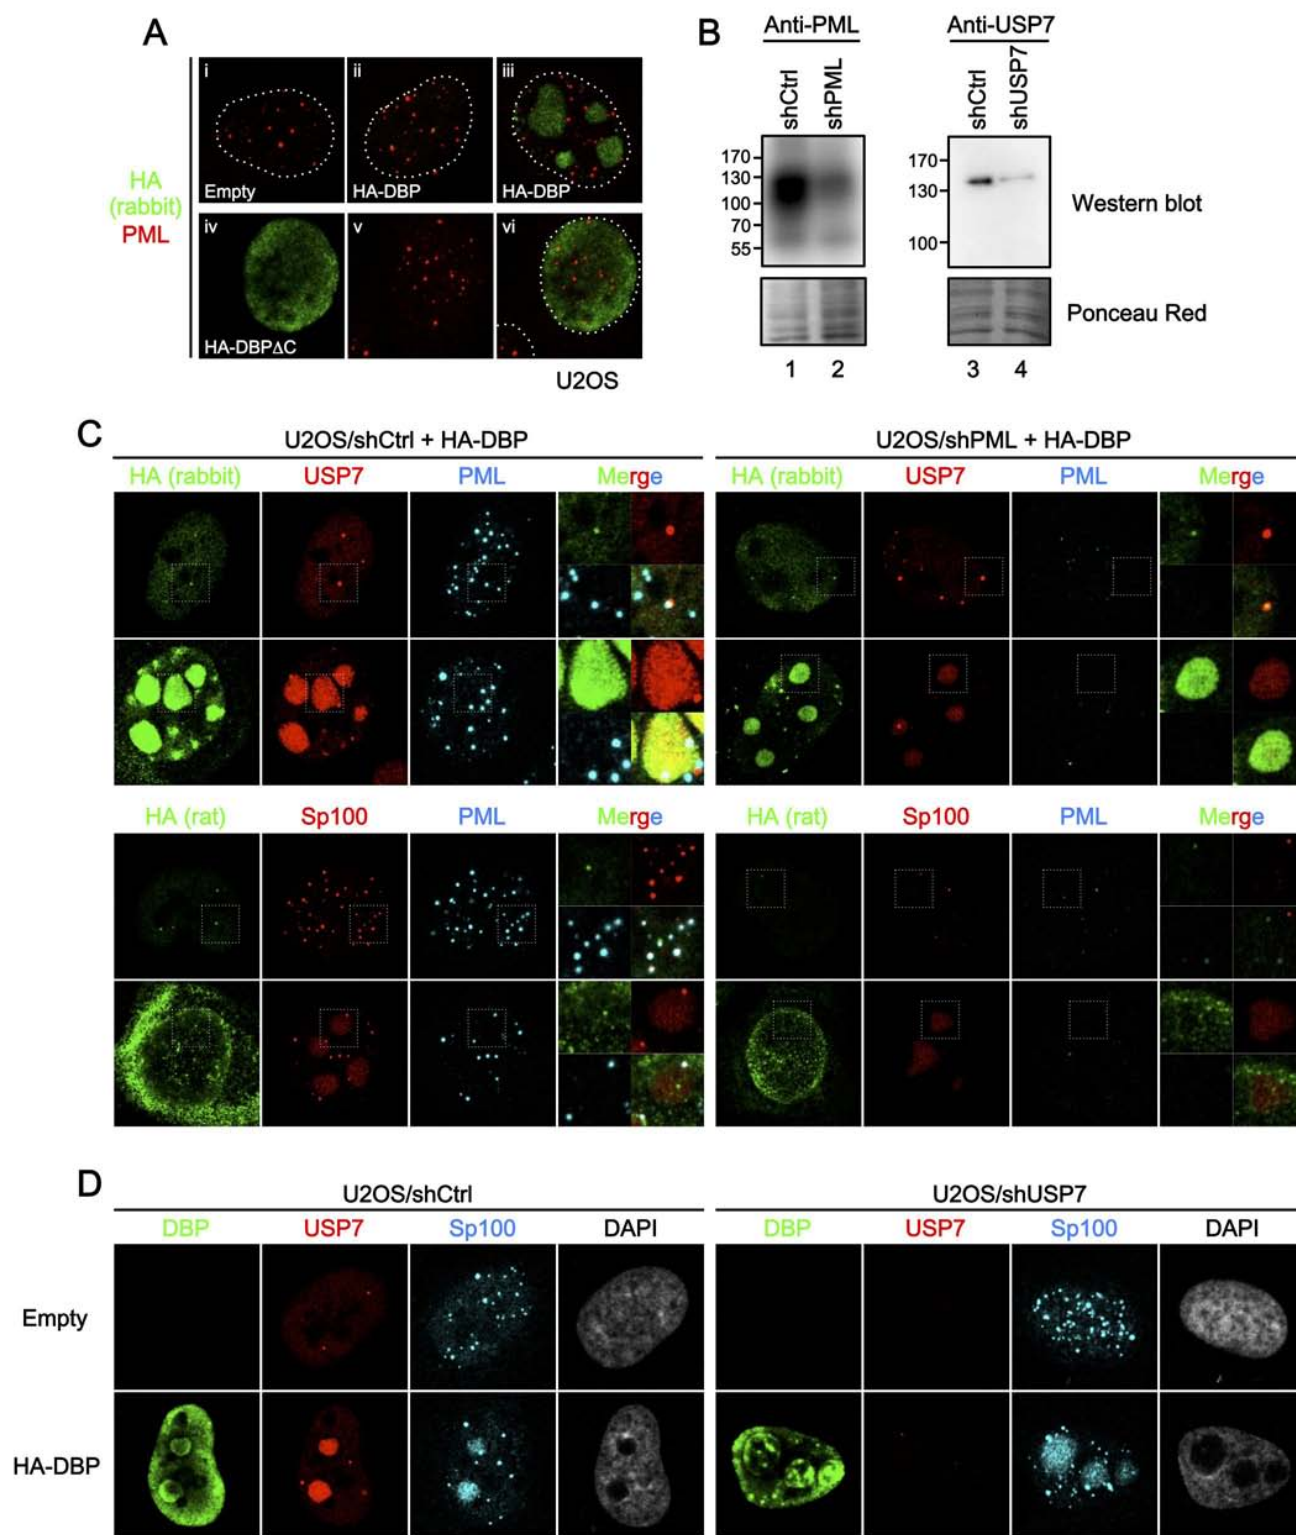 A
HA
(rabbit)
PML
i
ii
iii
Empty
HA-DBP
HA-DBP
iv
v
vi
HA-DBPΔC
U2OS
B
Anti-PML
Anti-USP7
shCtrl
shPML
shCtrl
shUSP7
170
130
100
70
55
170
130
100
Western blot
Ponceau Red
1 2 3 4
C
U2OS/shCtrl + HA-DBP
U2OS/shPML + HA-DBP
HA (rabbit) USP7 PML Merge HA (rabbit) USP7 PML Merge
HA (rat) Sp100 PML Merge HA (rat) Sp100 PML Merge
D
U2OS/shCtrl
U2OS/shUSP7
DBP USP7 Sp100 DAPI DBP USP7 Sp100 DAPI
Empty
HA-DBP